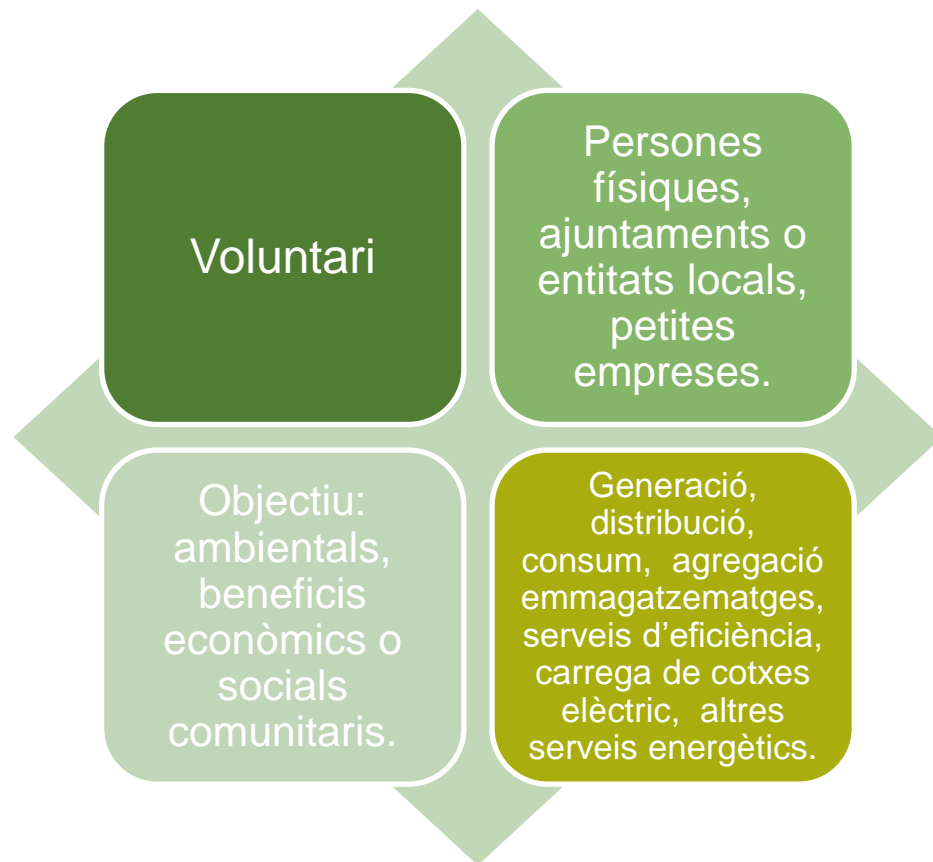 Voluntari
Persones
físiques,
ajuntaments o
entitats locals,
petites
empreses.
Objectiu:
ambientals,
beneficis
econòmics o
socials
comunitaris.
Generació,
distribució,
consum,  agregació
emmagatzematges,
serveis d’eficiència,
carrega de cotxes
elèctric,  altres
serveis energètics.